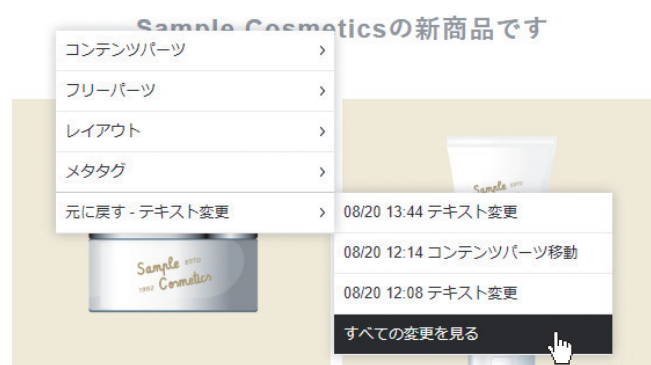 Sample Cosmeticsの新商品です
コンテンツパーツ
フリーパーツ
レイアウト
メタタグ
元に戻す - テキスト変更
08/20 13:44 テキスト変更
08/20 12:14 コンテンツパーツ移動
08/20 12:08 テキスト変更
すべての変更を見る
Sample
Sample ESTD
1992 Cosmetics